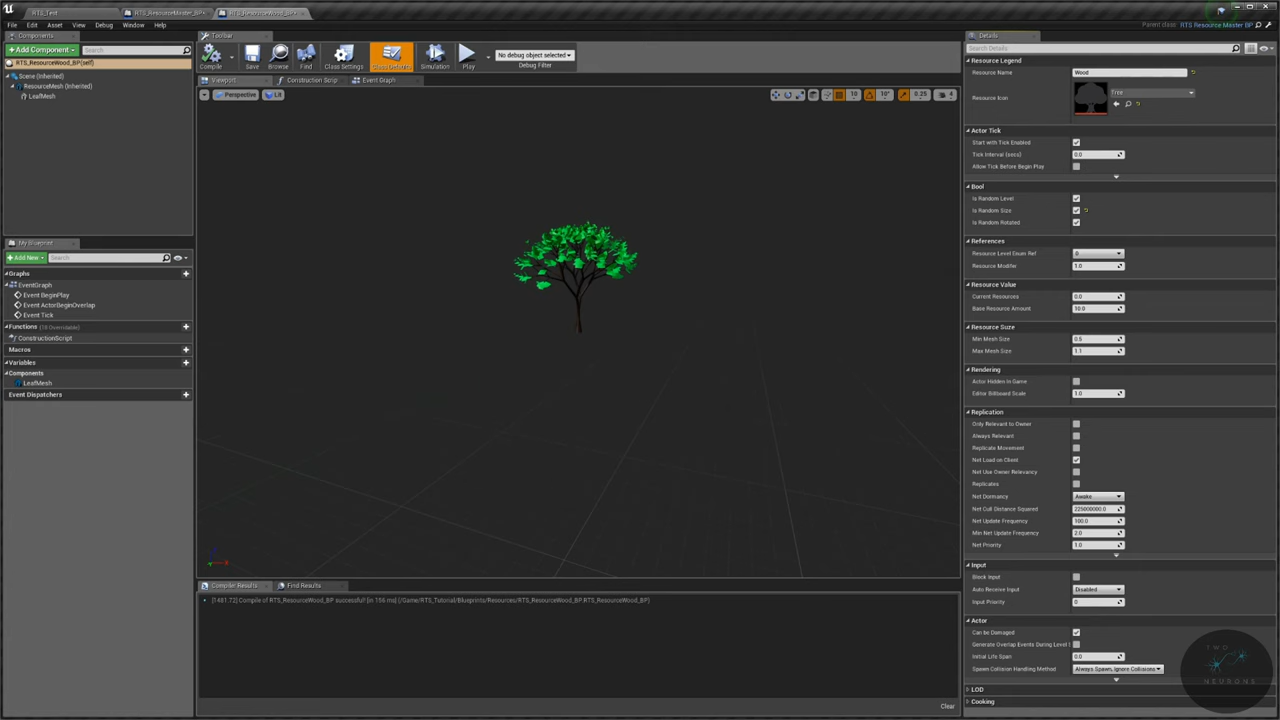 RTS_Test
RTS_ResourceMaster_BP*
RTS_ResourceWood_BP*
File Edit Asset View Debug Window Help
Parent class: RTS Resource Master BP
Components
+ Add Component
Search
RTS_ResourceWood_BP(self)
Scene (Inherited)
ResourceMesh (Inherited)
LeafMesh
My Blueprint
+ Add New
Search
Graphs
EventGraph
Event BeginPlay
Event ActorBeginOverlap
Event Tick
Functions (18 Overridable)
ConstructionScript
Macros
Variables
Components
LeafMesh
Event Dispatchers
Toolbar
Compile
Save
Browse
Find
Class Settings
Class Defaults
Simulation
Play
No debug object selected
Debug Filter
Viewport
Construction Scrip
Event Graph
Perspective
Lit
10
10°
0.25
4
Compiler Results
Find Results
[1481.72] Compile of RTS_ResourceWood_BP successful! [in 106 ms] (/Game/RTS_Tutorial/Blueprints/Resources/RTS_ResourceWood_BP.RTS_ResourceWood_BP)
Clear
Details
Search Details
Resource Legend
Resource Name Wood
Resource Icon Tree
Actor Tick
Start with Tick Enabled
Tick Interval (secs) 0.0
Allow Tick Before Begin Play
Bool
Is Random Level
Is Random Size
Is Random Rotated
References
Resource Level Enum Ref 0
Resource Modifier 1.0
Resource Value
Current Resources 0.0
Base Resource Amount 10.0
Resource Suze
Min Mesh Size 0.5
Max Mesh Size 1.1
Rendering
Actor Hidden In Game
Editor Billboard Scale 1.0
Replication
Only Relevant to Owner
Always Relevant
Replicate Movement
Net Load on Client
Net Use Owner Relevancy
Replicates
Net Dormancy Awake
Net Cull Distance Squared 225000000.0
Net Update Frequency 100.0
Min Net Update Frequency 2.0
Net Priority 1.0
Input
Block Input
Auto Receive Input Disabled
Input Priority 0
Actor
Can be Damaged
Generate Overlap Events During Level
Initial Life Span 0.0
Spawn Collision Handling Method Always Spawn, Ignore Collisions
LOD
Cooking
TWO
NEURONS